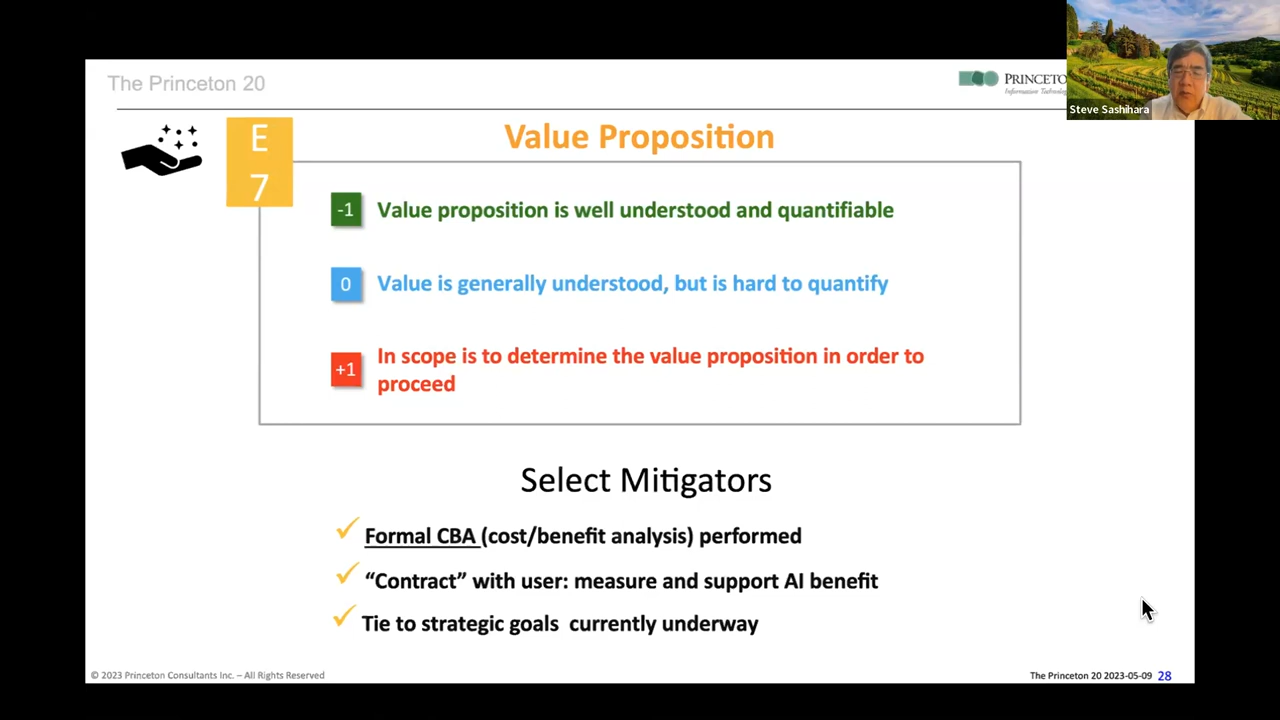 The Princeton 20
PRINCETO
Information Technology
Steve Sashihara
E
7
Value Proposition
-1 Value proposition is well understood and quantifiable
0 Value is generally understood, but is hard to quantify
+1 In scope is to determine the value proposition in order to
proceed
Select Mitigators
✓ Formal CBA (cost/benefit analysis) performed
✓ “Contract” with user: measure and support AI benefit
✓ Tie to strategic goals currently underway
© 2023 Princeton Consultants Inc. – All Rights Reserved
The Princeton 20 2023-05-09 28